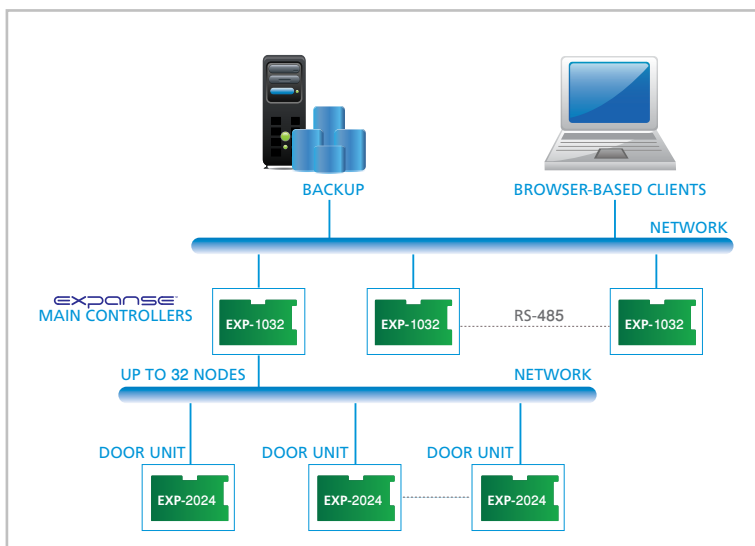 BACKUP
BROWSER-BASED CLIENTS
NETWORK
expanse™
MAIN CONTROLLERS
EXP-1032
EXP-1032
RS-485
EXP-1032
UP TO 32 NODES
NETWORK
DOOR UNIT
DOOR UNIT
DOOR UNIT
EXP-2024
EXP-2024
EXP-2024